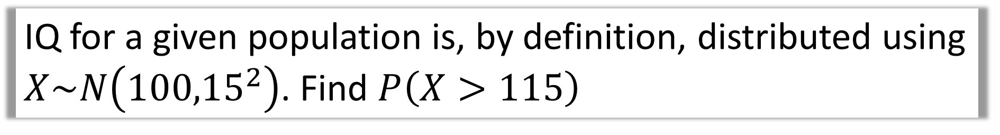 IQ for a given population is, by definition, distributed using
𝑋~𝑁(100,15²). Find 𝑃(𝑋 > 115)